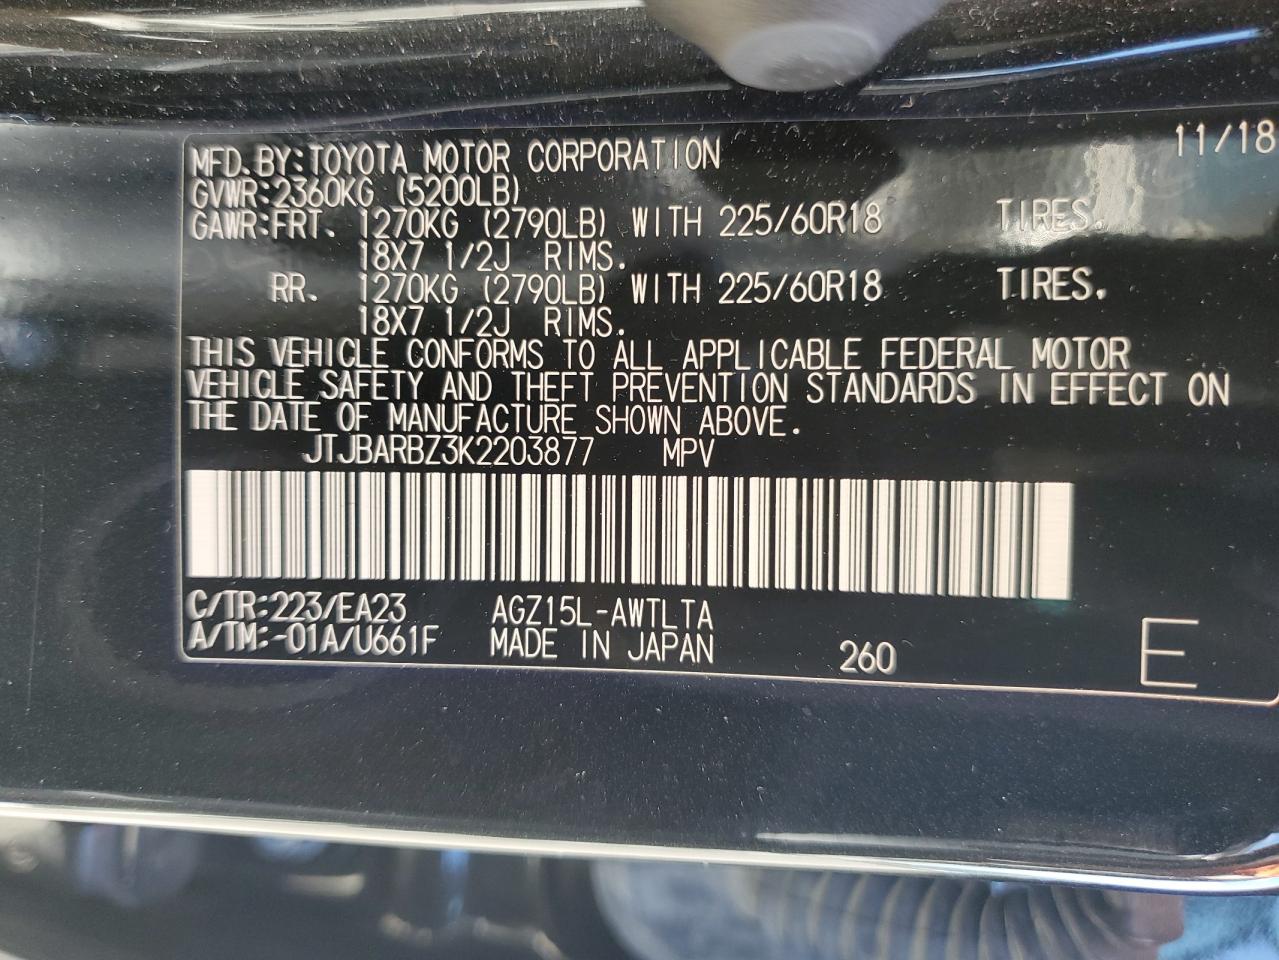 11/18
MFD.BY:TOYOTA MOTOR CORPORATION
GVWR:2360KG (5200LB)
GAWR:FRT. 1270KG (2790LB) WITH 225/60R18 TIRES.
18X7 1/2J RIMS.
RR. 1270KG (2790LB) WITH 225/60R18 TIRES.
18X7 1/2J RIMS.
THIS VEHICLE CONFORMS TO ALL APPLICABLE FEDERAL MOTOR
VEHICLE SAFETY AND THEFT PREVENTION STANDARDS IN EFFECT ON
THE DATE OF MANUFACTURE SHOWN ABOVE.
JTJBARBZ3K2203877 MPV
C/TR:223/EA23 AGZ15L-AWTLTA
A/TM:-01A/U661F MADE IN JAPAN 260 E